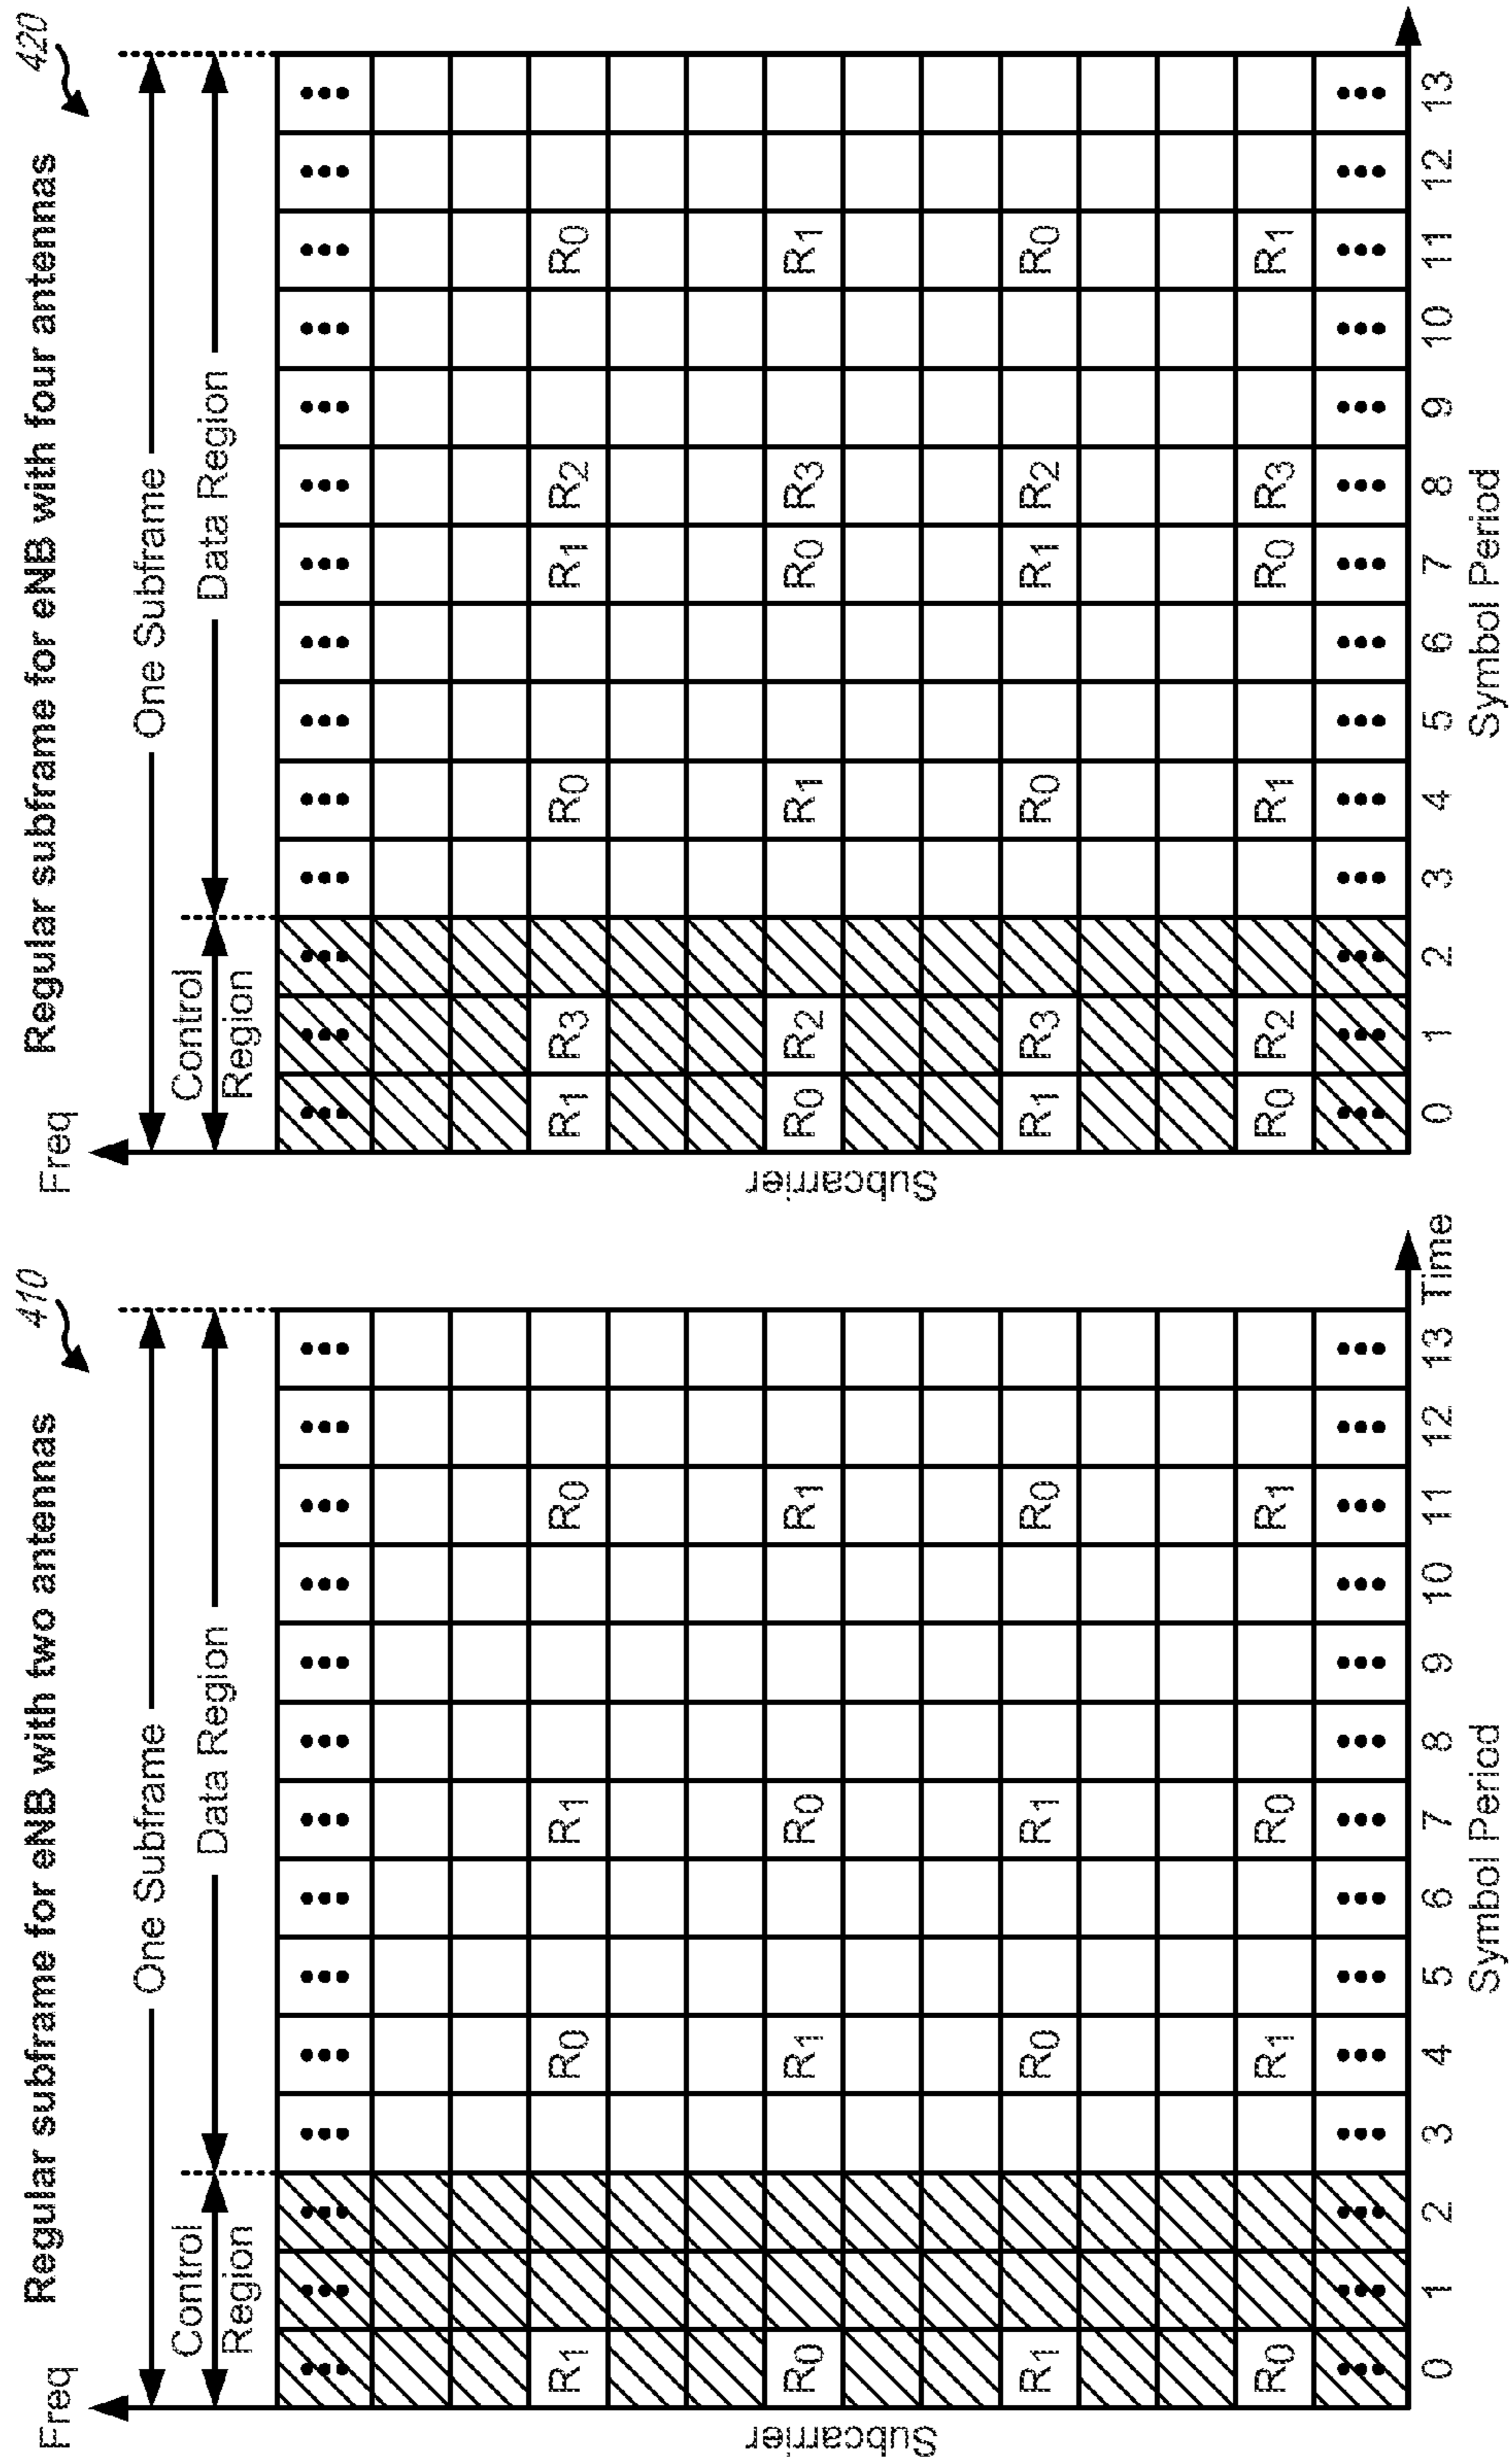 410
Regular subframe for eNB with two antennas
Freq
One Subframe
Control
Region
Data Region
Subcarrier
... ... ... ... ... ... ... ... ... ... ... ... ... ...
R1 R0 R1 R0
R0 R1 R0 R1
R1 R0 R1 R0
R0 R1 R0 R1
... ... ... ... ... ... ... ... ... ... ... ... ... ...
0 1 2 3 4 5 6 7 8 9 10 11 12 13 Time
Symbol Period
420
Regular subframe for eNB with four antennas
Freq
One Subframe
Control
Region
Data Region
Subcarrier
... ... ... ... ... ... ... ... ... ... ... ... ... ...
R1 R3 R0 R1 R2 R0
R0 R2 R1 R0 R3 R1
R1 R3 R0 R1 R2 R0
R0 R2 R1 R0 R3 R1
... ... ... ... ... ... ... ... ... ... ... ... ... ...
0 1 2 3 4 5 6 7 8 9 10 11 12 13
Symbol Period